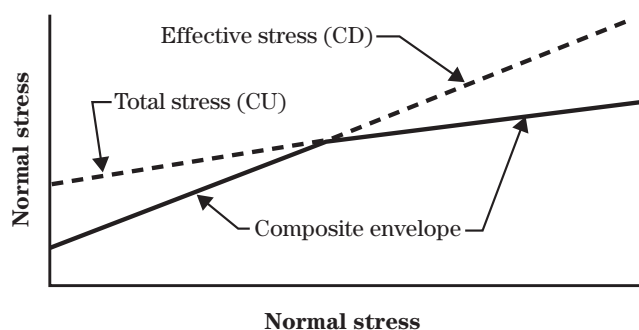 Effective stress (CD)
Total stress (CU)
Normal stress
Composite envelope
Normal stress